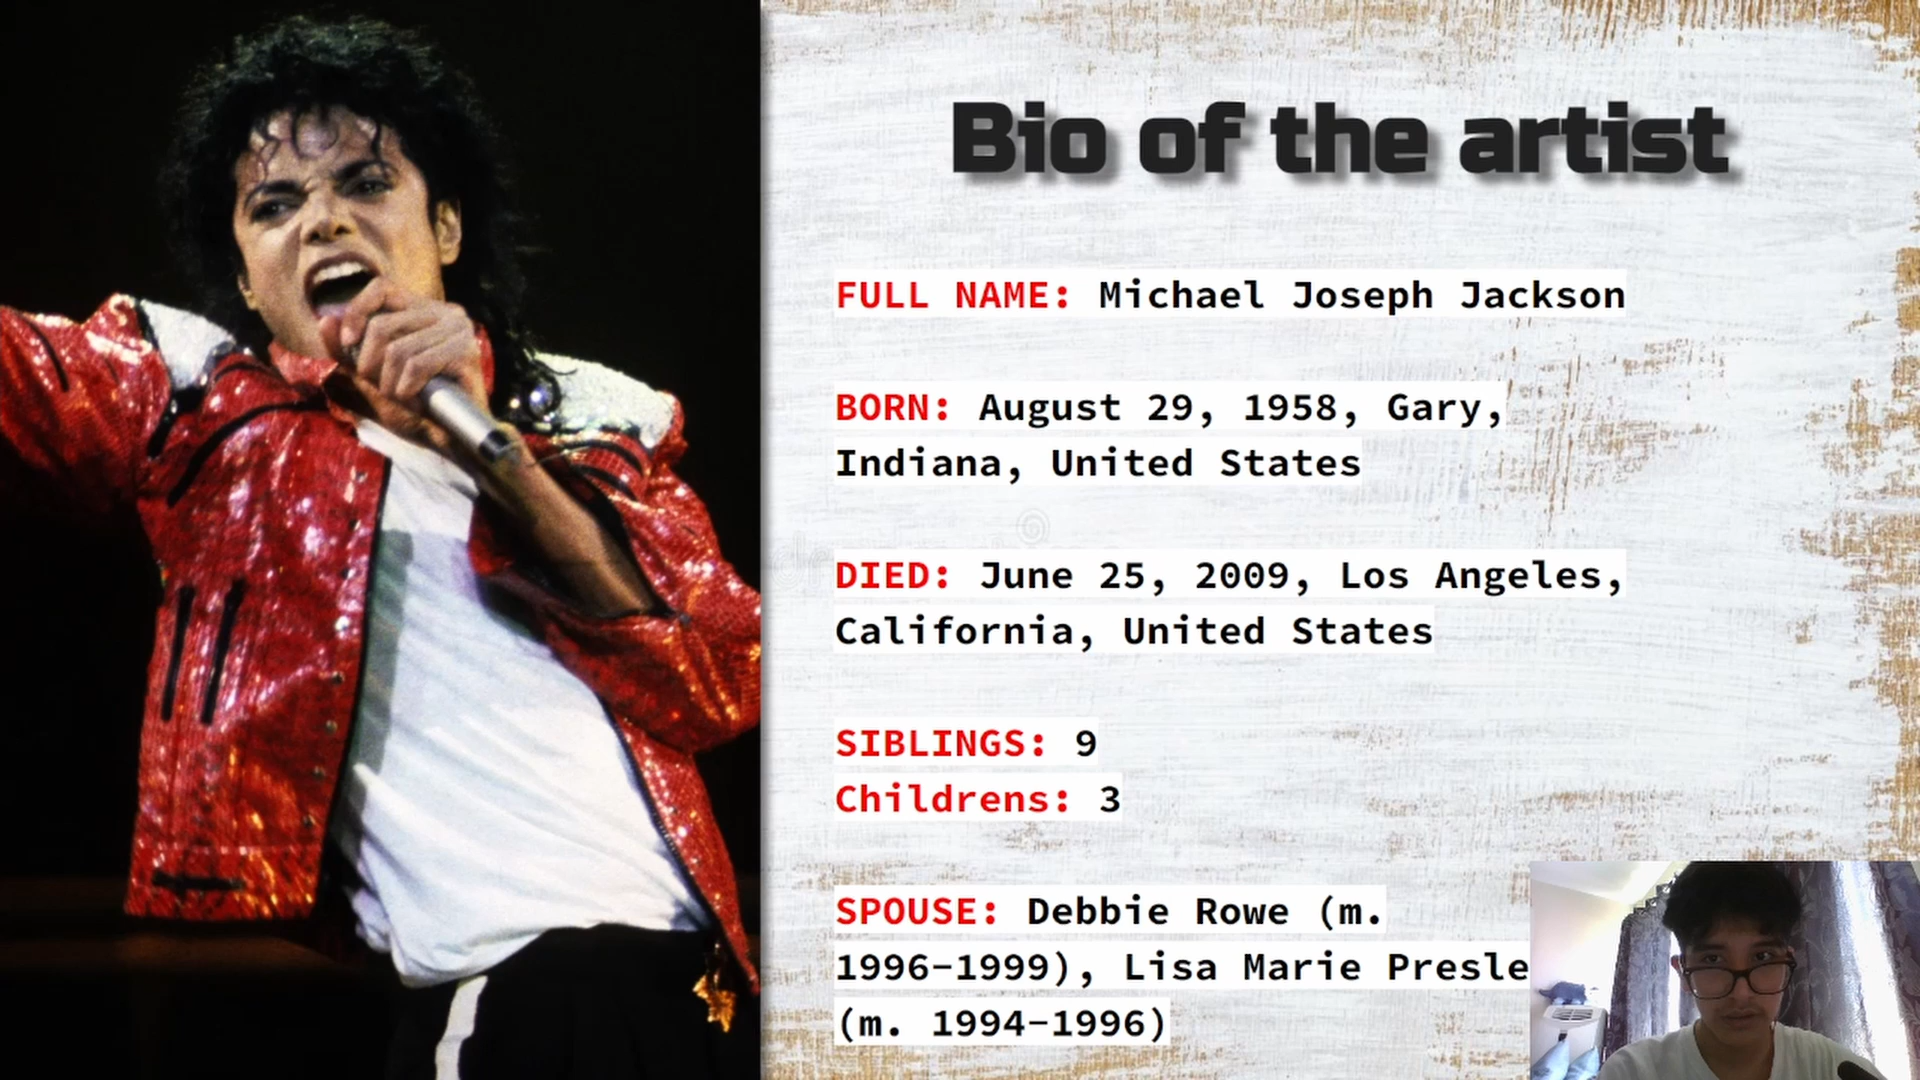 Bio of the artist
FULL NAME: Michael Joseph Jackson
BORN: August 29, 1958, Gary,
Indiana, United States
DIED: June 25, 2009, Los Angeles,
California, United States
SIBLINGS: 9
Childrens: 3
SPOUSE: Debbie Rowe (m.
1996-1999), Lisa Marie Presle
(m. 1994-1996)